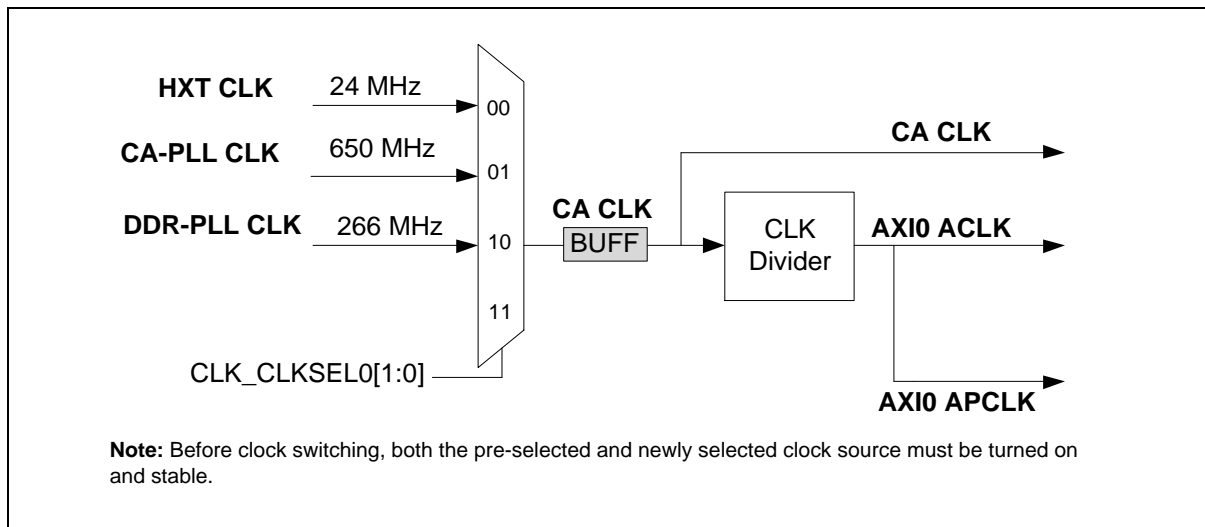 HXT CLK
24 MHz
00
CA-PLL CLK
650 MHz
01
DDR-PLL CLK
266 MHz
10
11
CLK_CLKSEL0[1:0]
CA CLK
BUFF
CLK
Divider
CA CLK
AXI0 ACLK
AXI0 APCLK
Note: Before clock switching, both the pre-selected and newly selected clock source must be turned on
and stable.